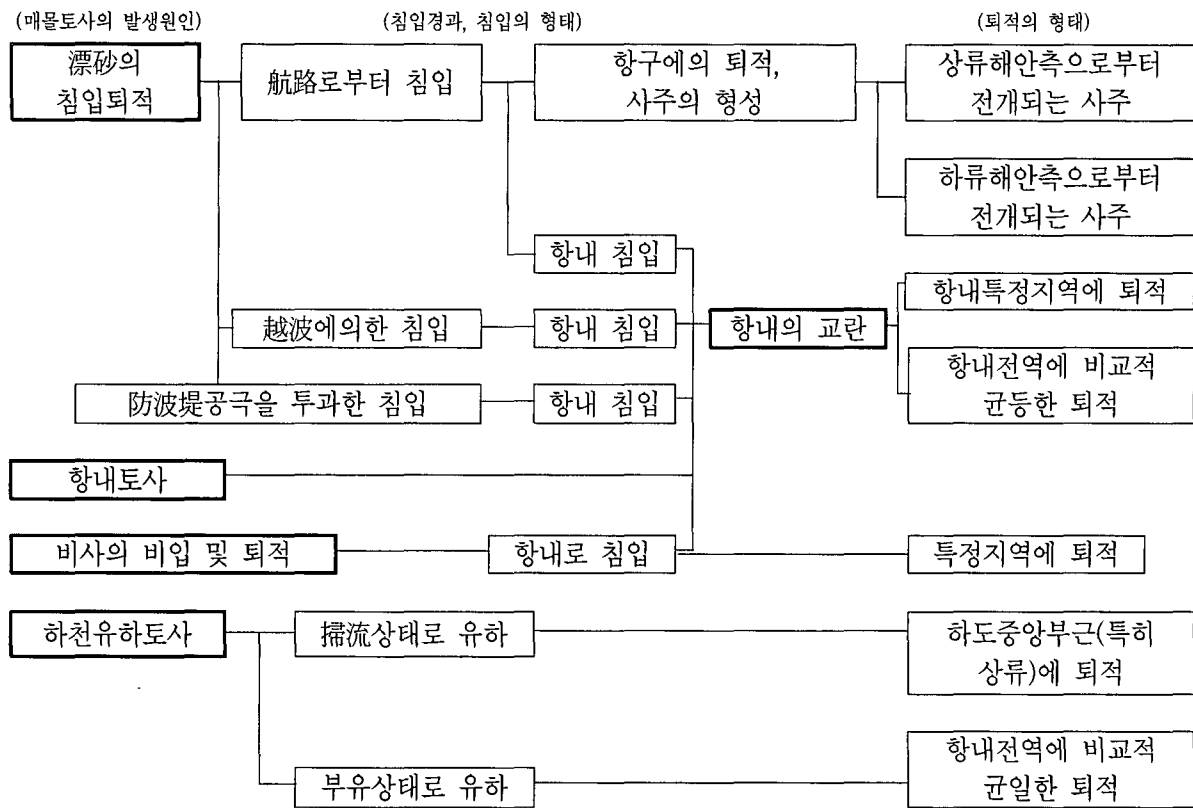 (매몰토사의 발생원인)
(침입경과, 침입의 형태)
(퇴적의 형태)
漂砂의
침입퇴적
航路로부터 침입
항구에의 퇴적,
사주의 형성
상류해안측으로부터
전개되는 사주
하류해안측으로부터
전개되는 사주
항내 침입
항내특정지역에 퇴적
越波에의한 침입
항내 침입
항내의 교란
항내전역에 비교적
균등한 퇴적
防波堤공극을 투과한 침입
항내 침입
항내토사
비사의 비입 및 퇴적
항내로 침입
특정지역에 퇴적
하천유하토사
掃流상태로 유하
하도중앙부근(특히
상류)에 퇴적
부유상태로 유하
항내전역에 비교적
균일한 퇴적